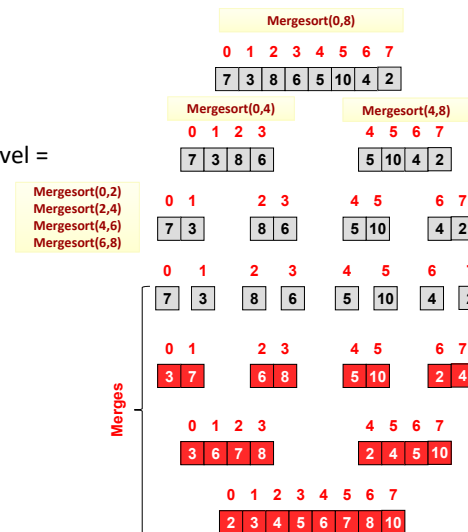 Mergesort(0,8)
0 1 2 3 4 5 6 7
7 3 8 6 5 10 4 2
Mergesort(0,4) Mergesort(4,8)
0 1 2 3 4 5 6 7
vel =
7 3 8 6 5 10 4 2
Mergesort(0,2)
Mergesort(2,4)
Mergesort(4,6)
Mergesort(6,8)
0 1 2 3 4 5 6 7
7 3 8 6 5 10 4 2
0 1 2 3 4 5 6
7 3 8 6 5 10 4
Merges
0 1 2 3 4 5 6 7
3 7 6 8 5 10 2 4
0 1 2 3 4 5 6 7
3 6 7 8 2 4 5 10
0 1 2 3 4 5 6 7
2 3 4 5 6 7 8 10